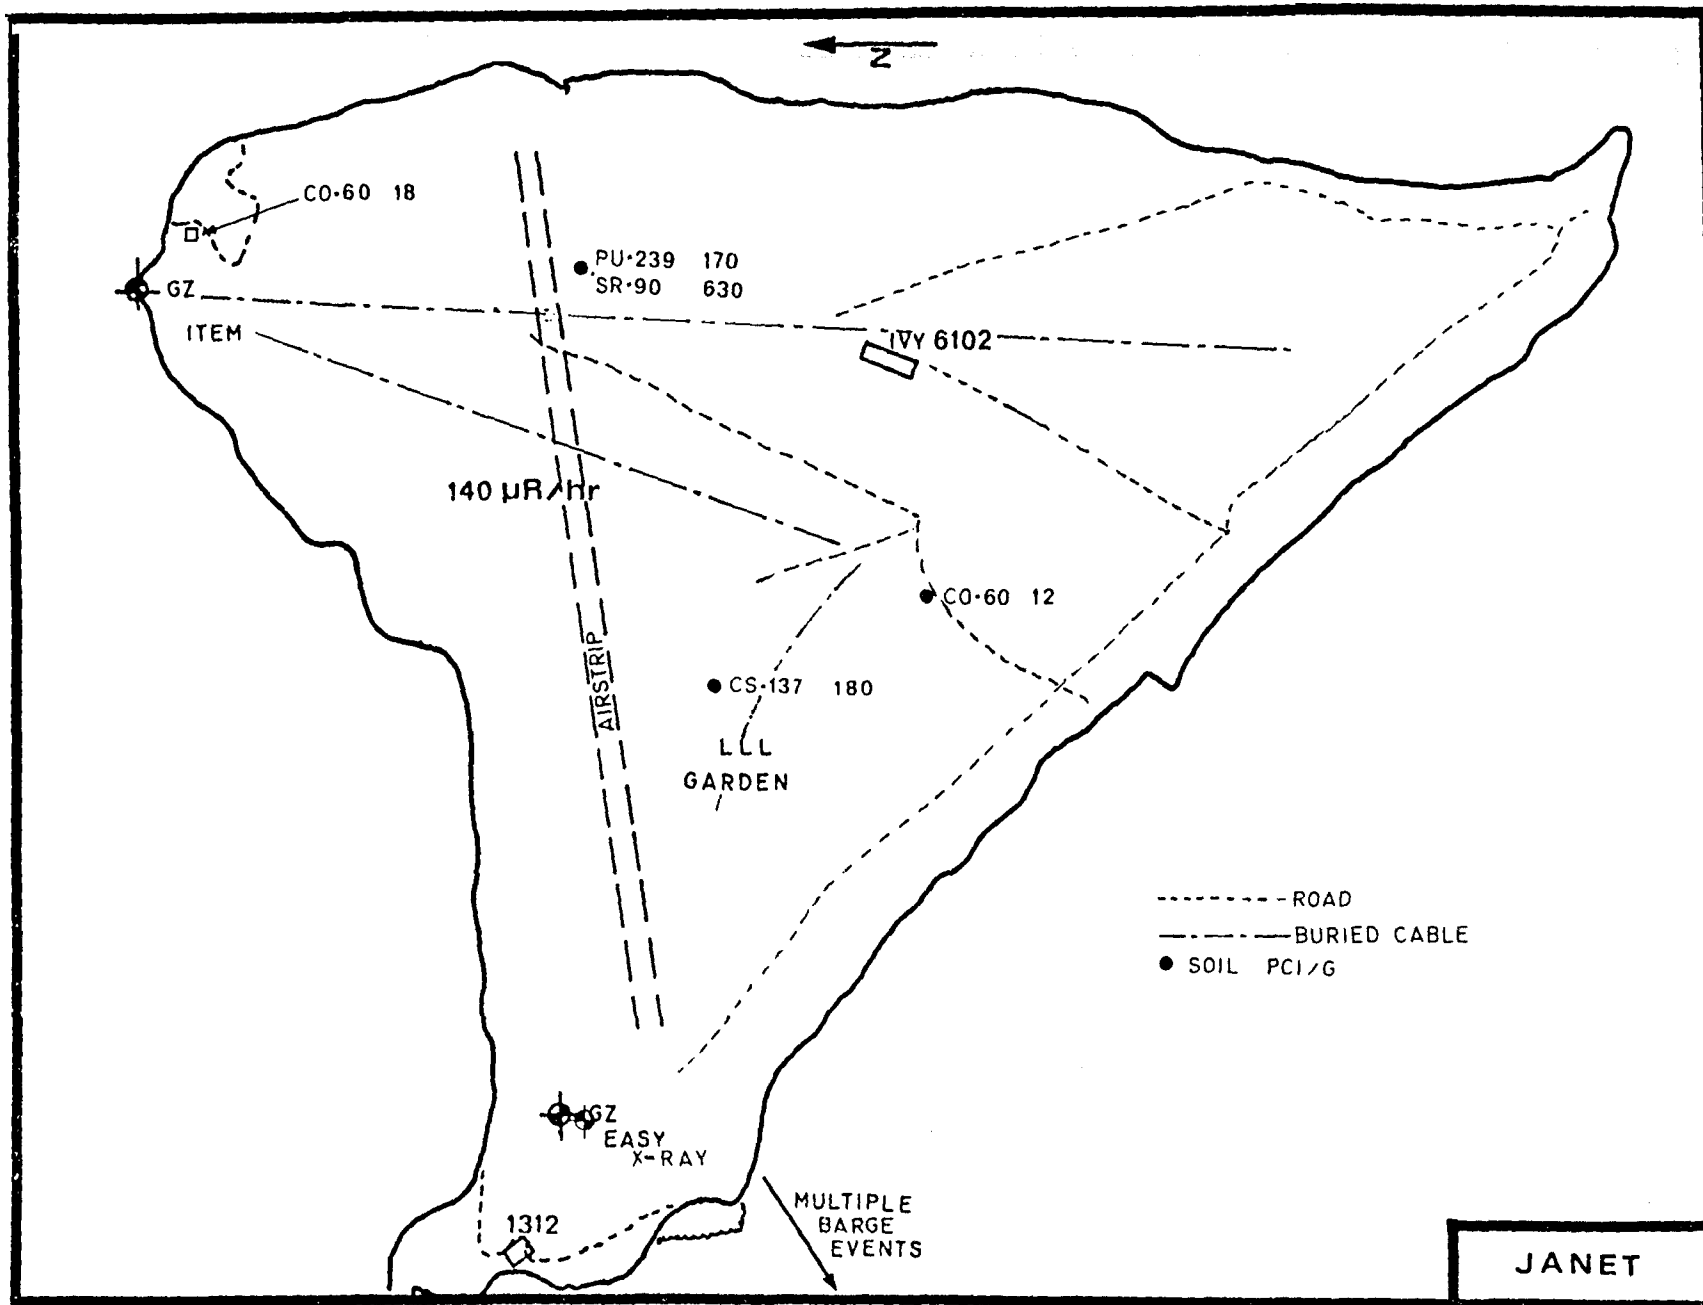 N
CO·60 18
PU·239 170
SR·90 630
GZ
ITEM
IVY 6102
140 µR/hr
CO·60 12
AIRSTRIP
CS·137 180
LLL
GARDEN
ROAD
BURIED CABLE
SOIL PCI/G
GZ
EASY
X-RAY
MULTIPLE
BARGE
EVENTS
1312
JANET